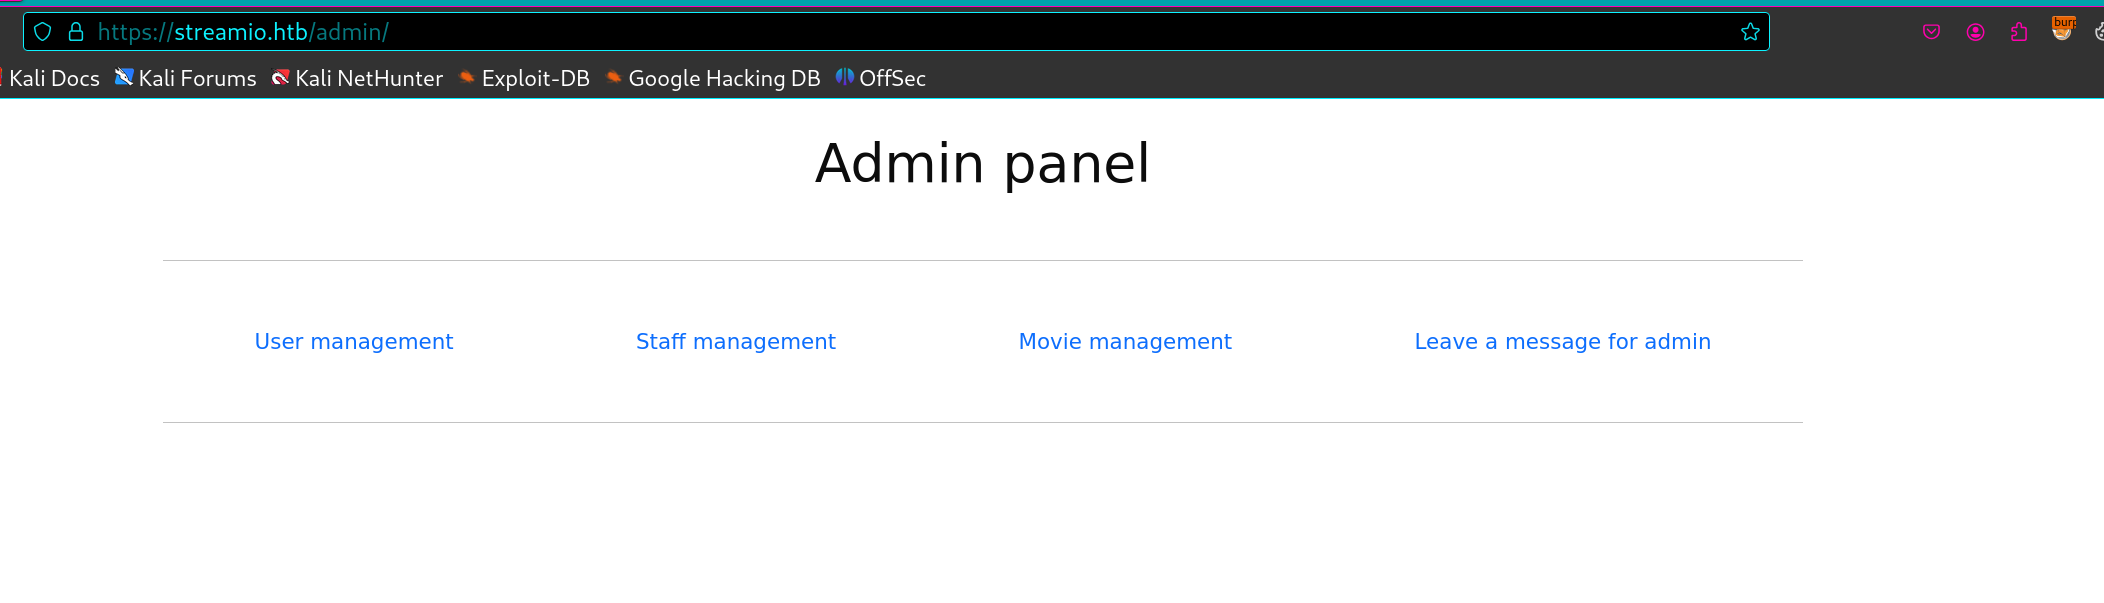 https://streamio.htb/admin/
burp
Kali Docs Kali Forums Kali NetHunter Exploit-DB Google Hacking DB OffSec
Admin panel
User management Staff management Movie management Leave a message for admin